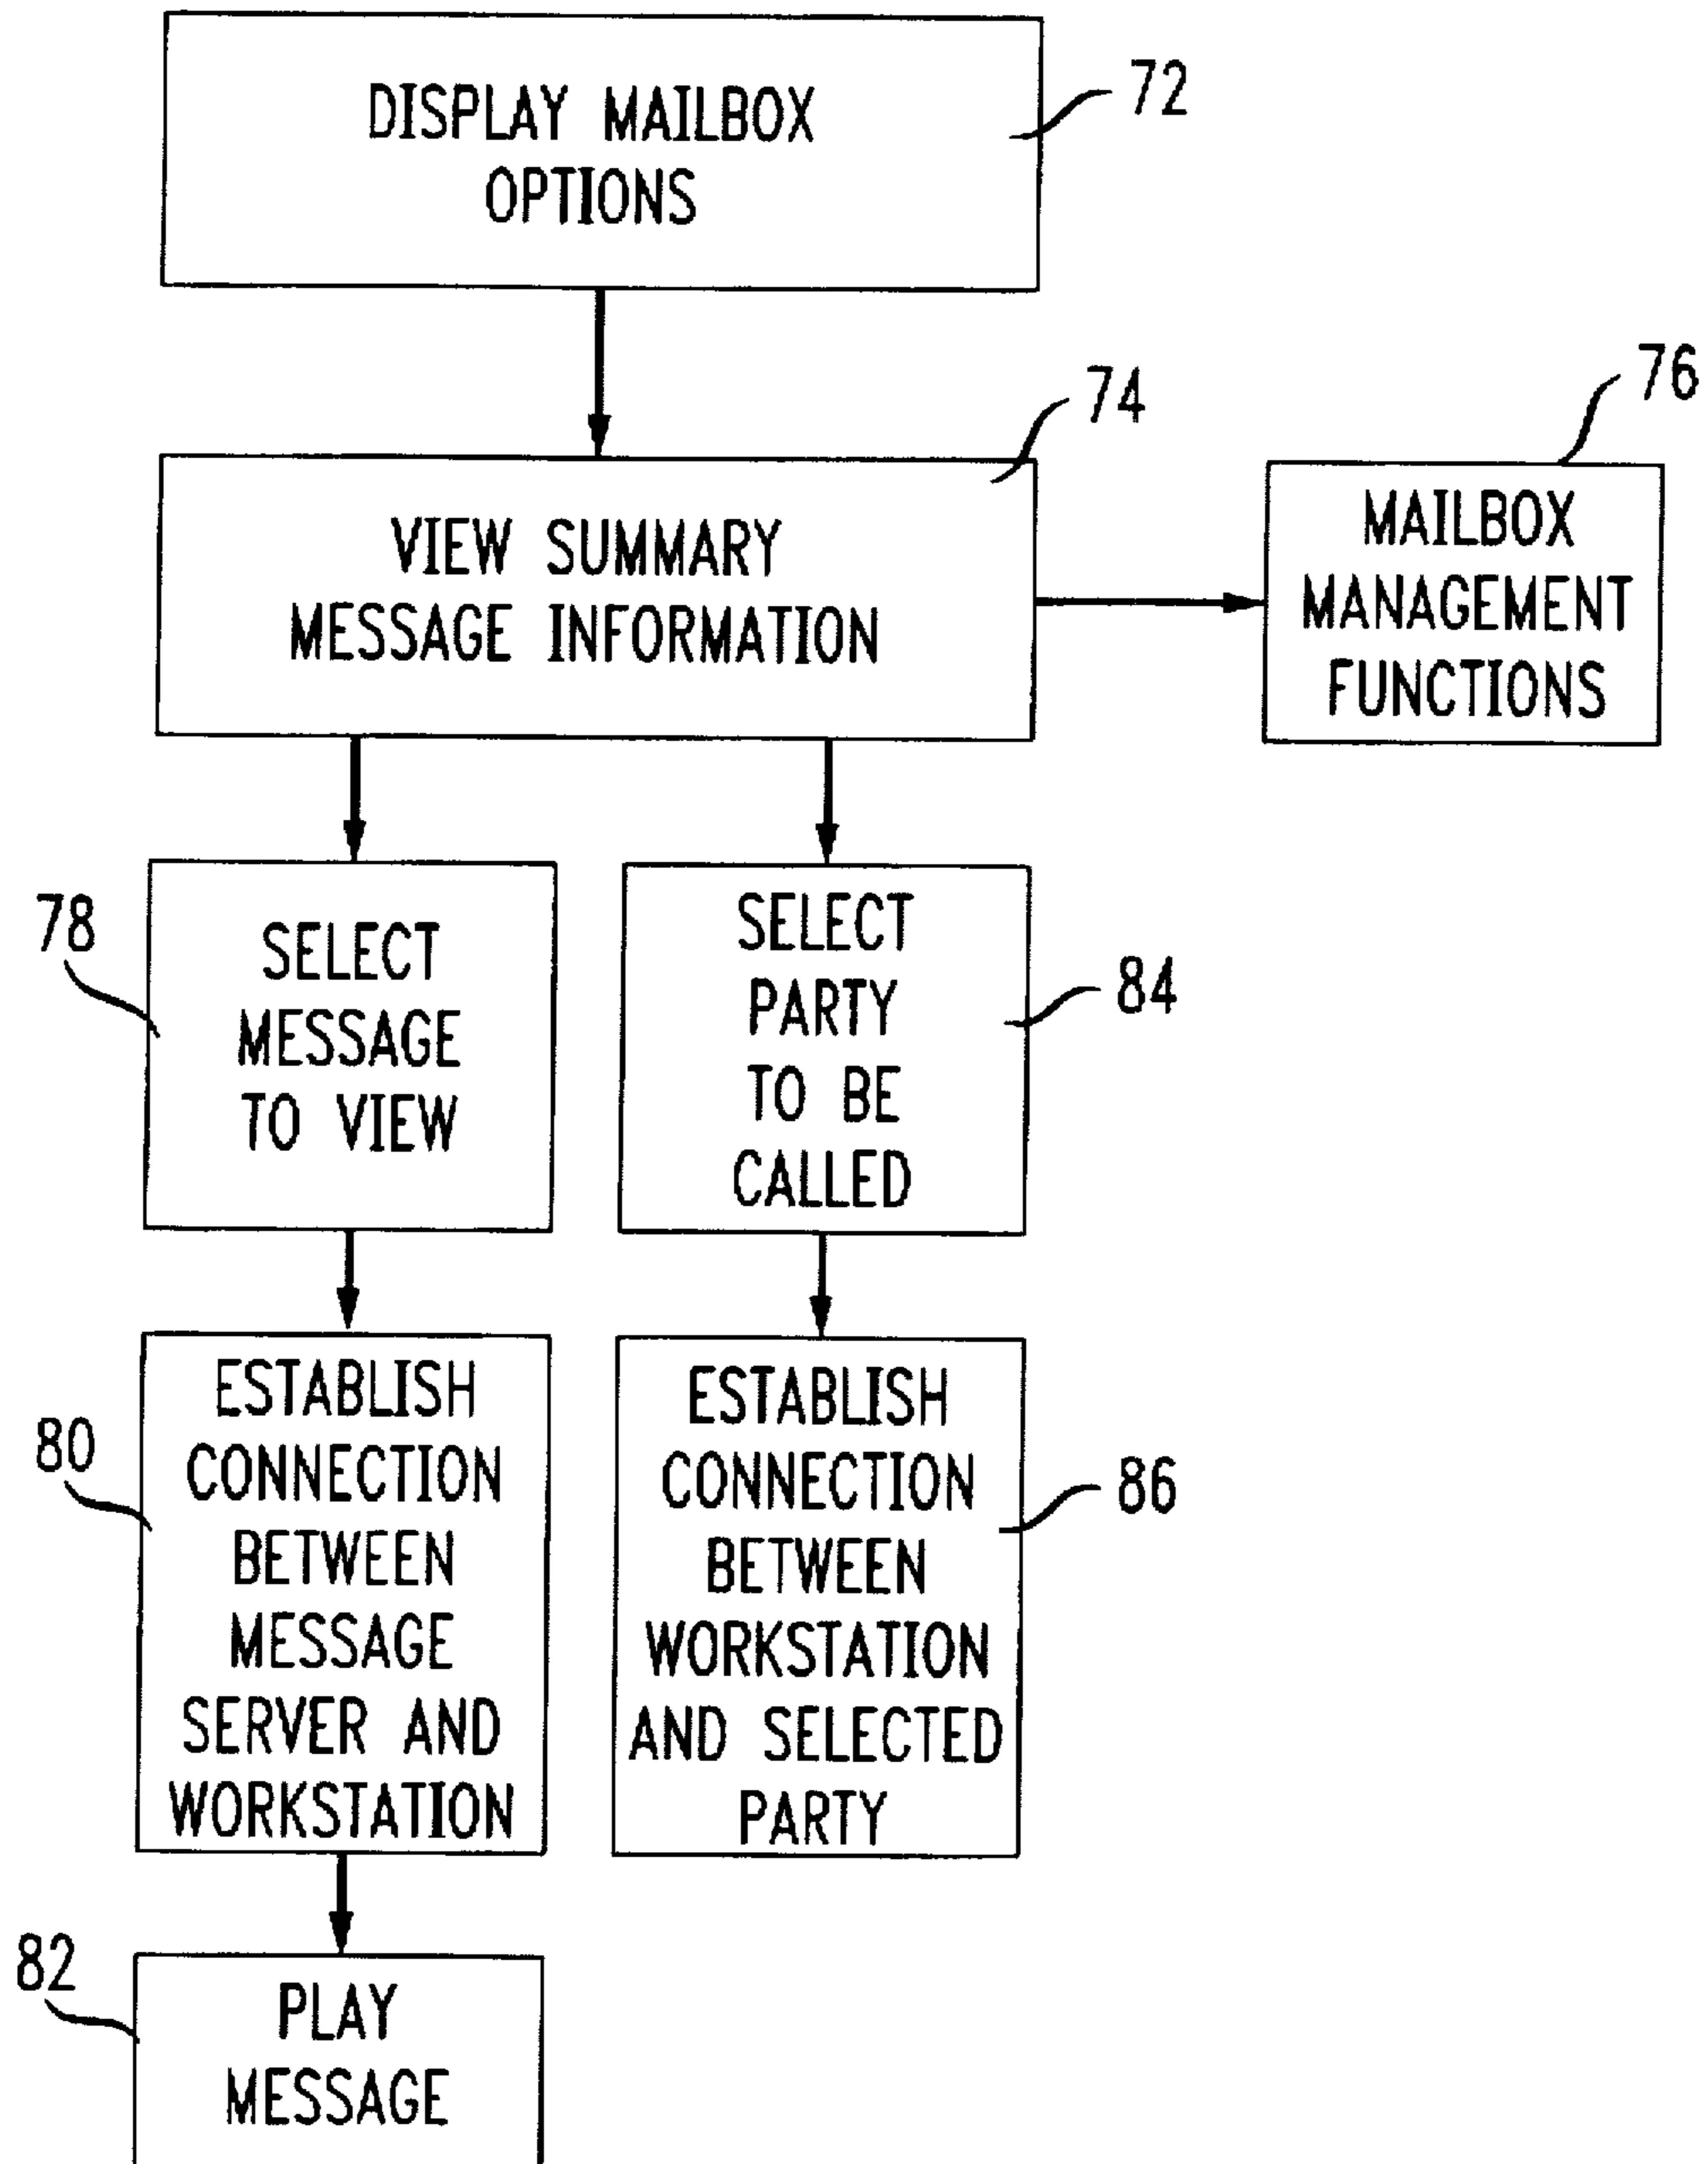 DISPLAY MAILBOX
OPTIONS
72
74
VIEW SUMMARY
MESSAGE INFORMATION
76
MAILBOX
MANAGEMENT
FUNCTIONS
78
SELECT
MESSAGE
TO VIEW
SELECT
PARTY
TO BE
CALLED
84
80
ESTABLISH
CONNECTION
BETWEEN
MESSAGE
SERVER AND
WORKSTATION
ESTABLISH
CONNECTION
BETWEEN
WORKSTATION
AND SELECTED
PARTY
86
82
PLAY
MESSAGE